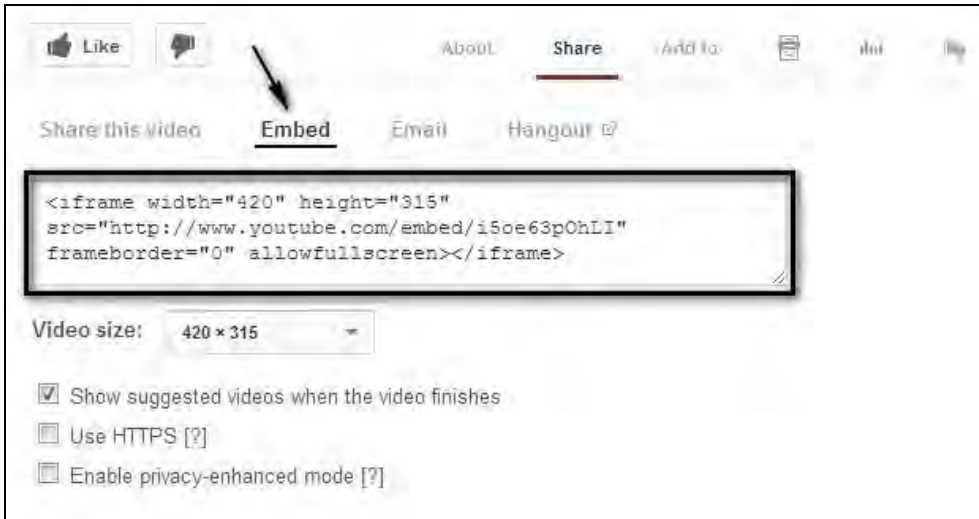 Like About Share Add to
Share this video Embed Email Hangout
<iframe width="420" height="315"
src="http://www.youtube.com/embed/i5oe63pOhLI"
frameborder="0" allowfullscreen></iframe>
Video size: 420 × 315
Show suggested videos when the video finishes
Use HTTPS [?]
Enable privacy-enhanced mode [?]